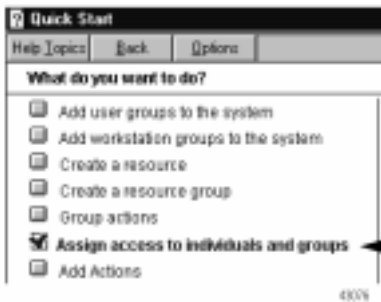 Quick Start
Help Topics Back Options
What do you want to do?
Add user groups to the system
Add workstation groups to the system
Create a resource
Create a resource group
Group actions
Assign access to individuals and groups
Add Actions
43076